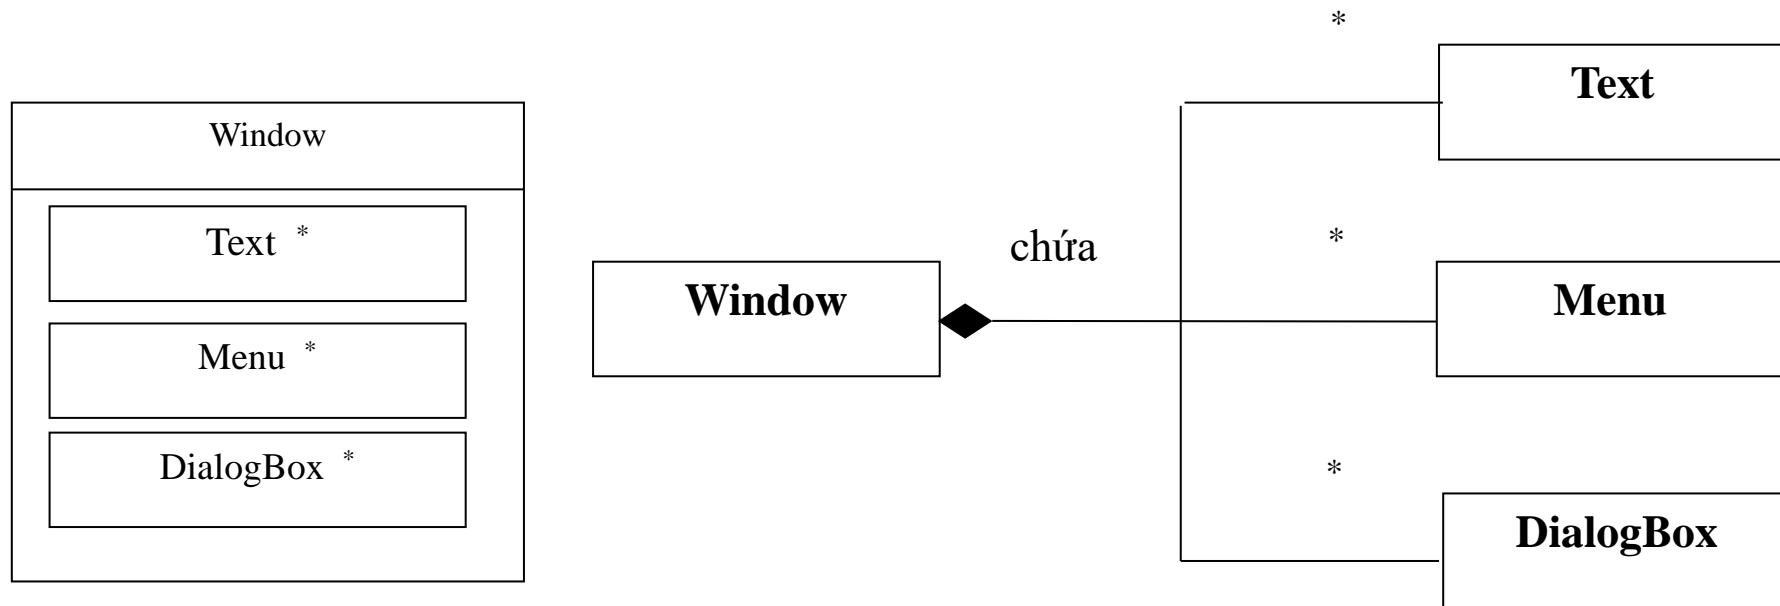 Window
Text *
Menu *
DialogBox *
Window
chứa
*
Text
*
Menu
*
DialogBox